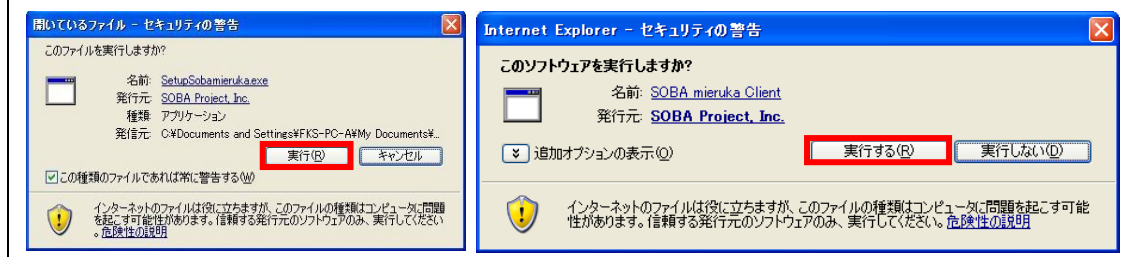 開いているファイル - セキュリティの警告
このファイルを実行しますか?
名前: SetupSobamieruka.exe
発行元: SOBA Project, Inc.
種類: アプリケーション
発信元: C:¥Documents and Settings¥FKS-PC-A¥My Documents¥...
実行(R) キャンセル
この種類のファイルであれば常に警告する(W)
インターネットのファイルは役に立ちますが、このファイルの種類はコンピュータに問題
を起こす可能性があります。信頼する発行元のソフトウェアのみ、実行してください
。危険性の説明
Internet Explorer - セキュリティの警告
このソフトウェアを実行しますか?
名前: SOBA mieruka Client
発行元: SOBA Project, Inc.
追加オプションの表示(O) 実行する(R) 実行しない(D)
インターネットのファイルは役に立ちますが、このファイルの種類はコンピュータに問題を起こす可能
性があります。信頼する発行元のソフトウェアのみ、実行してください。危険性の説明